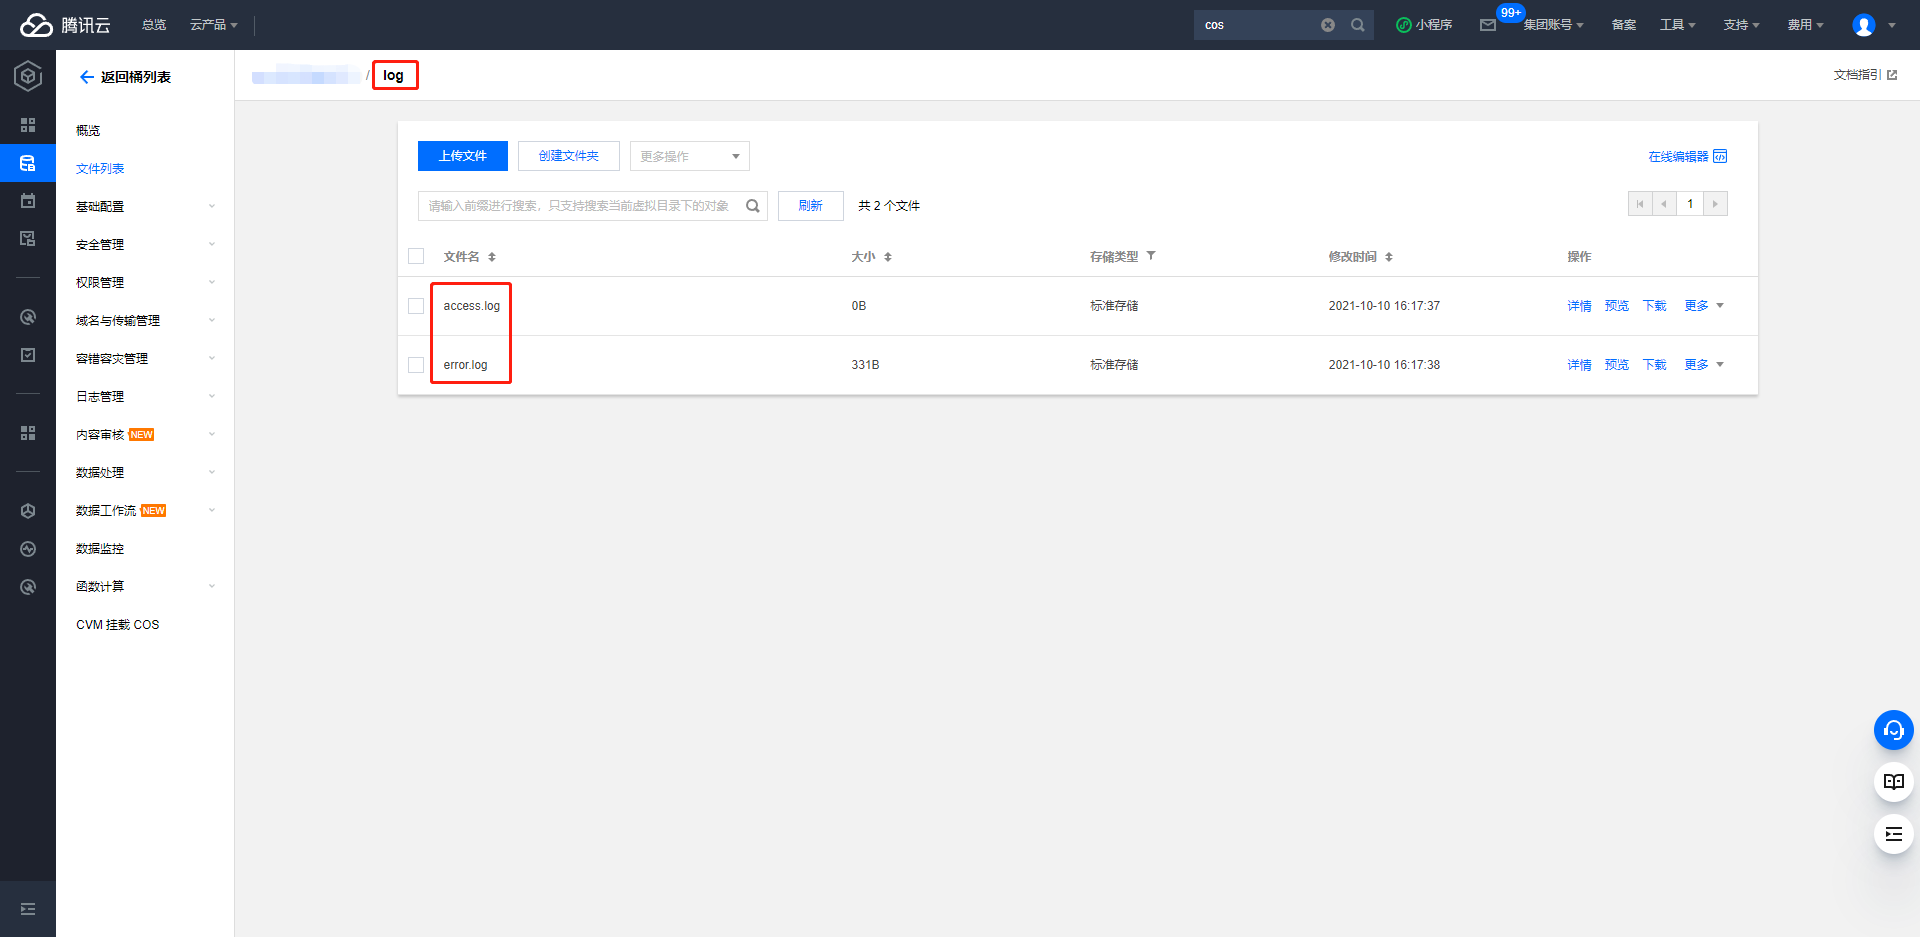 腾讯云 总览 云产品 cos 小程序 99+ 集团账号 备案 工具 支持 费用
返回桶列表
/ log
文档指引
概览
文件列表
基础配置
安全管理
权限管理
域名与传输管理
容错容灾管理
日志管理
内容审核 NEW
数据处理
数据工作流 NEW
数据监控
函数计算
CVM 挂载 COS
上传文件 创建文件夹 更多操作 在线编辑器
请输入前缀进行搜索，只支持搜索当前虚拟目录下的对象 刷新 共 2 个文件 1
文件名 大小 存储类型 修改时间 操作
access.log 0B 标准存储 2021-10-10 16:17:37 详情 预览 下载 更多
error.log 331B 标准存储 2021-10-10 16:17:38 详情 预览 下载 更多